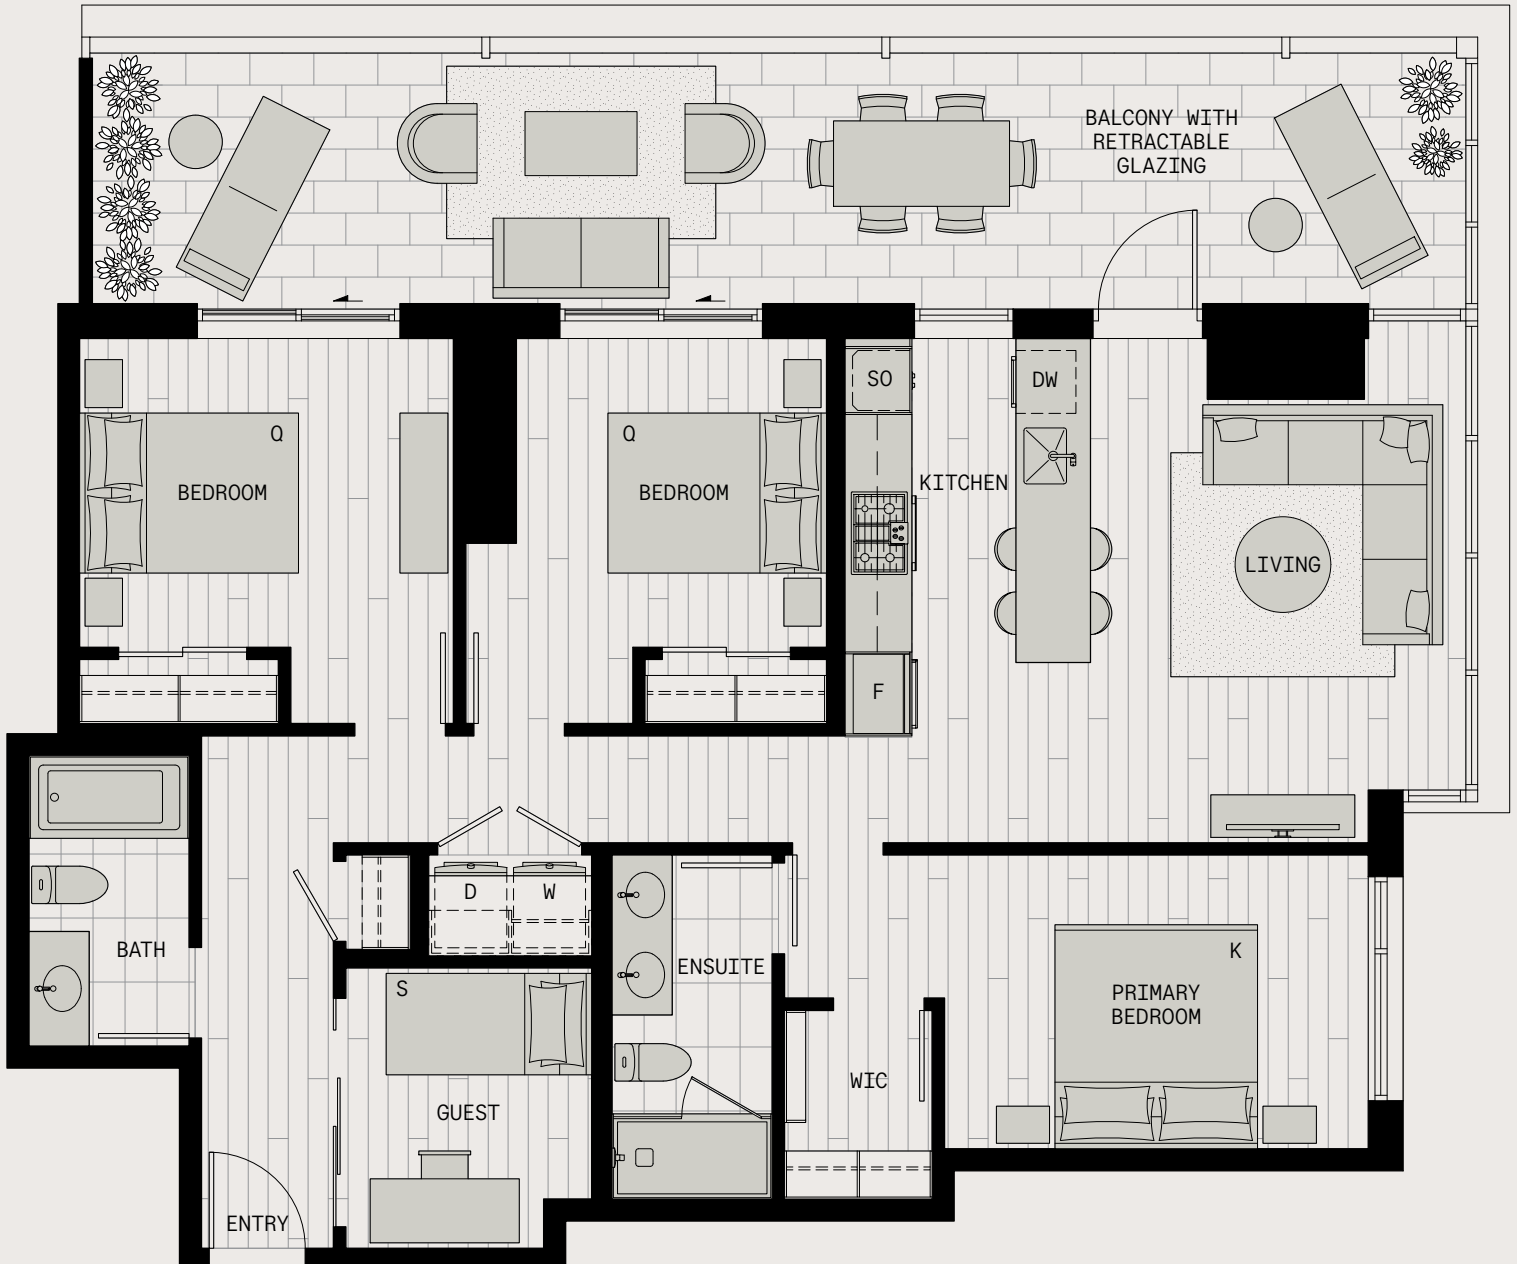 BALCONY WITH
RETRACTABLE
GLAZING
SO
DW
Q
Q
KITCHEN
BEDROOM
BEDROOM
LIVING
F
D
W
BATH
ENSUITE
K
S
PRIMARY
BEDROOM
WIC
GUEST
ENTRY